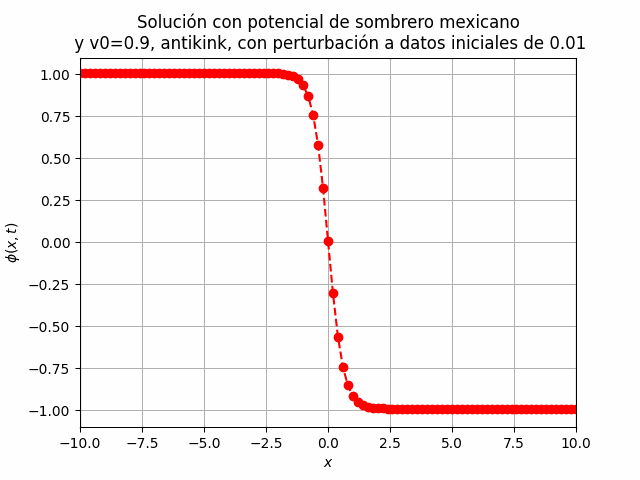 Solución con potencial de sombrero mexicano
y v0=0.9, antikink, con perturbación a datos iniciales de 0.01
1.00
0.75
0.50
0.25
0.00
−0.25
−0.50
−0.75
−1.00
ϕ(x, t)
−10.0 −7.5 −5.0 −2.5 0.0 2.5 5.0 7.5 10.0
x